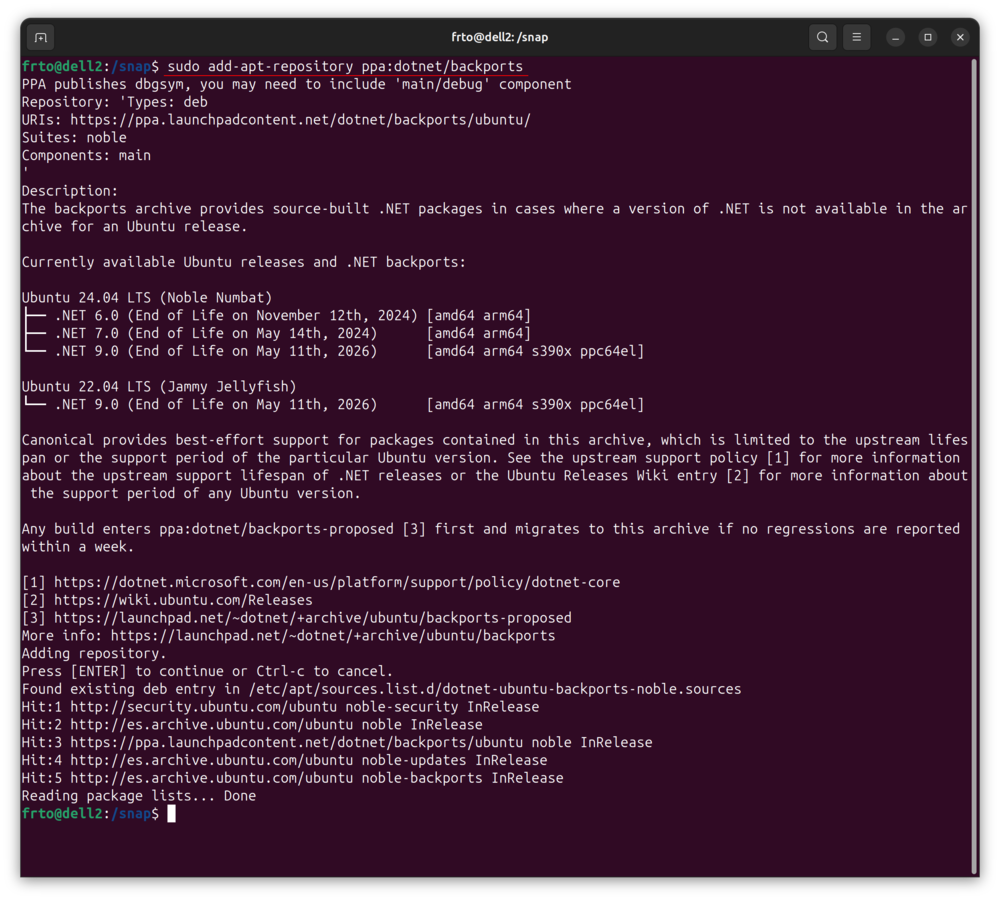 frto@dell2: /snap
frto@dell2:/snap$ sudo add-apt-repository ppa:dotnet/backports
PPA publishes dbgsym, you may need to include 'main/debug' component
Repository: 'Types: deb
URIs: https://ppa.launchpadcontent.net/dotnet/backports/ubuntu/
Suites: noble
Components: main
'
Description:
The backports archive provides source-built .NET packages in cases where a version of .NET is not available in the ar
chive for an Ubuntu release.

Currently available Ubuntu releases and .NET backports:

Ubuntu 24.04 LTS (Noble Numbat)
├── .NET 6.0 (End of Life on November 12th, 2024) [amd64 arm64]
├── .NET 7.0 (End of Life on May 14th, 2024)      [amd64 arm64]
└── .NET 9.0 (End of Life on May 11th, 2026)      [amd64 arm64 s390x ppc64el]

Ubuntu 22.04 LTS (Jammy Jellyfish)
└── .NET 9.0 (End of Life on May 11th, 2026)      [amd64 arm64 s390x ppc64el]

Canonical provides best-effort support for packages contained in this archive, which is limited to the upstream lifes
pan or the support period of the particular Ubuntu version. See the upstream support policy [1] for more information
about the upstream support lifespan of .NET releases or the Ubuntu Releases Wiki entry [2] for more information about
 the support period of any Ubuntu version.

Any build enters ppa:dotnet/backports-proposed [3] first and migrates to this archive if no regressions are reported
within a week.

[1] https://dotnet.microsoft.com/en-us/platform/support/policy/dotnet-core
[2] https://wiki.ubuntu.com/Releases
[3] https://launchpad.net/~dotnet/+archive/ubuntu/backports-proposed
More info: https://launchpad.net/~dotnet/+archive/ubuntu/backports
Adding repository.
Press [ENTER] to continue or Ctrl-c to cancel.
Found existing deb entry in /etc/apt/sources.list.d/dotnet-ubuntu-backports-noble.sources
Hit:1 http://security.ubuntu.com/ubuntu noble-security InRelease
Hit:2 http://es.archive.ubuntu.com/ubuntu noble InRelease
Hit:3 https://ppa.launchpadcontent.net/dotnet/backports/ubuntu noble InRelease
Hit:4 http://es.archive.ubuntu.com/ubuntu noble-updates InRelease
Hit:5 http://es.archive.ubuntu.com/ubuntu noble-backports InRelease
Reading package lists... Done
frto@dell2:/snap$